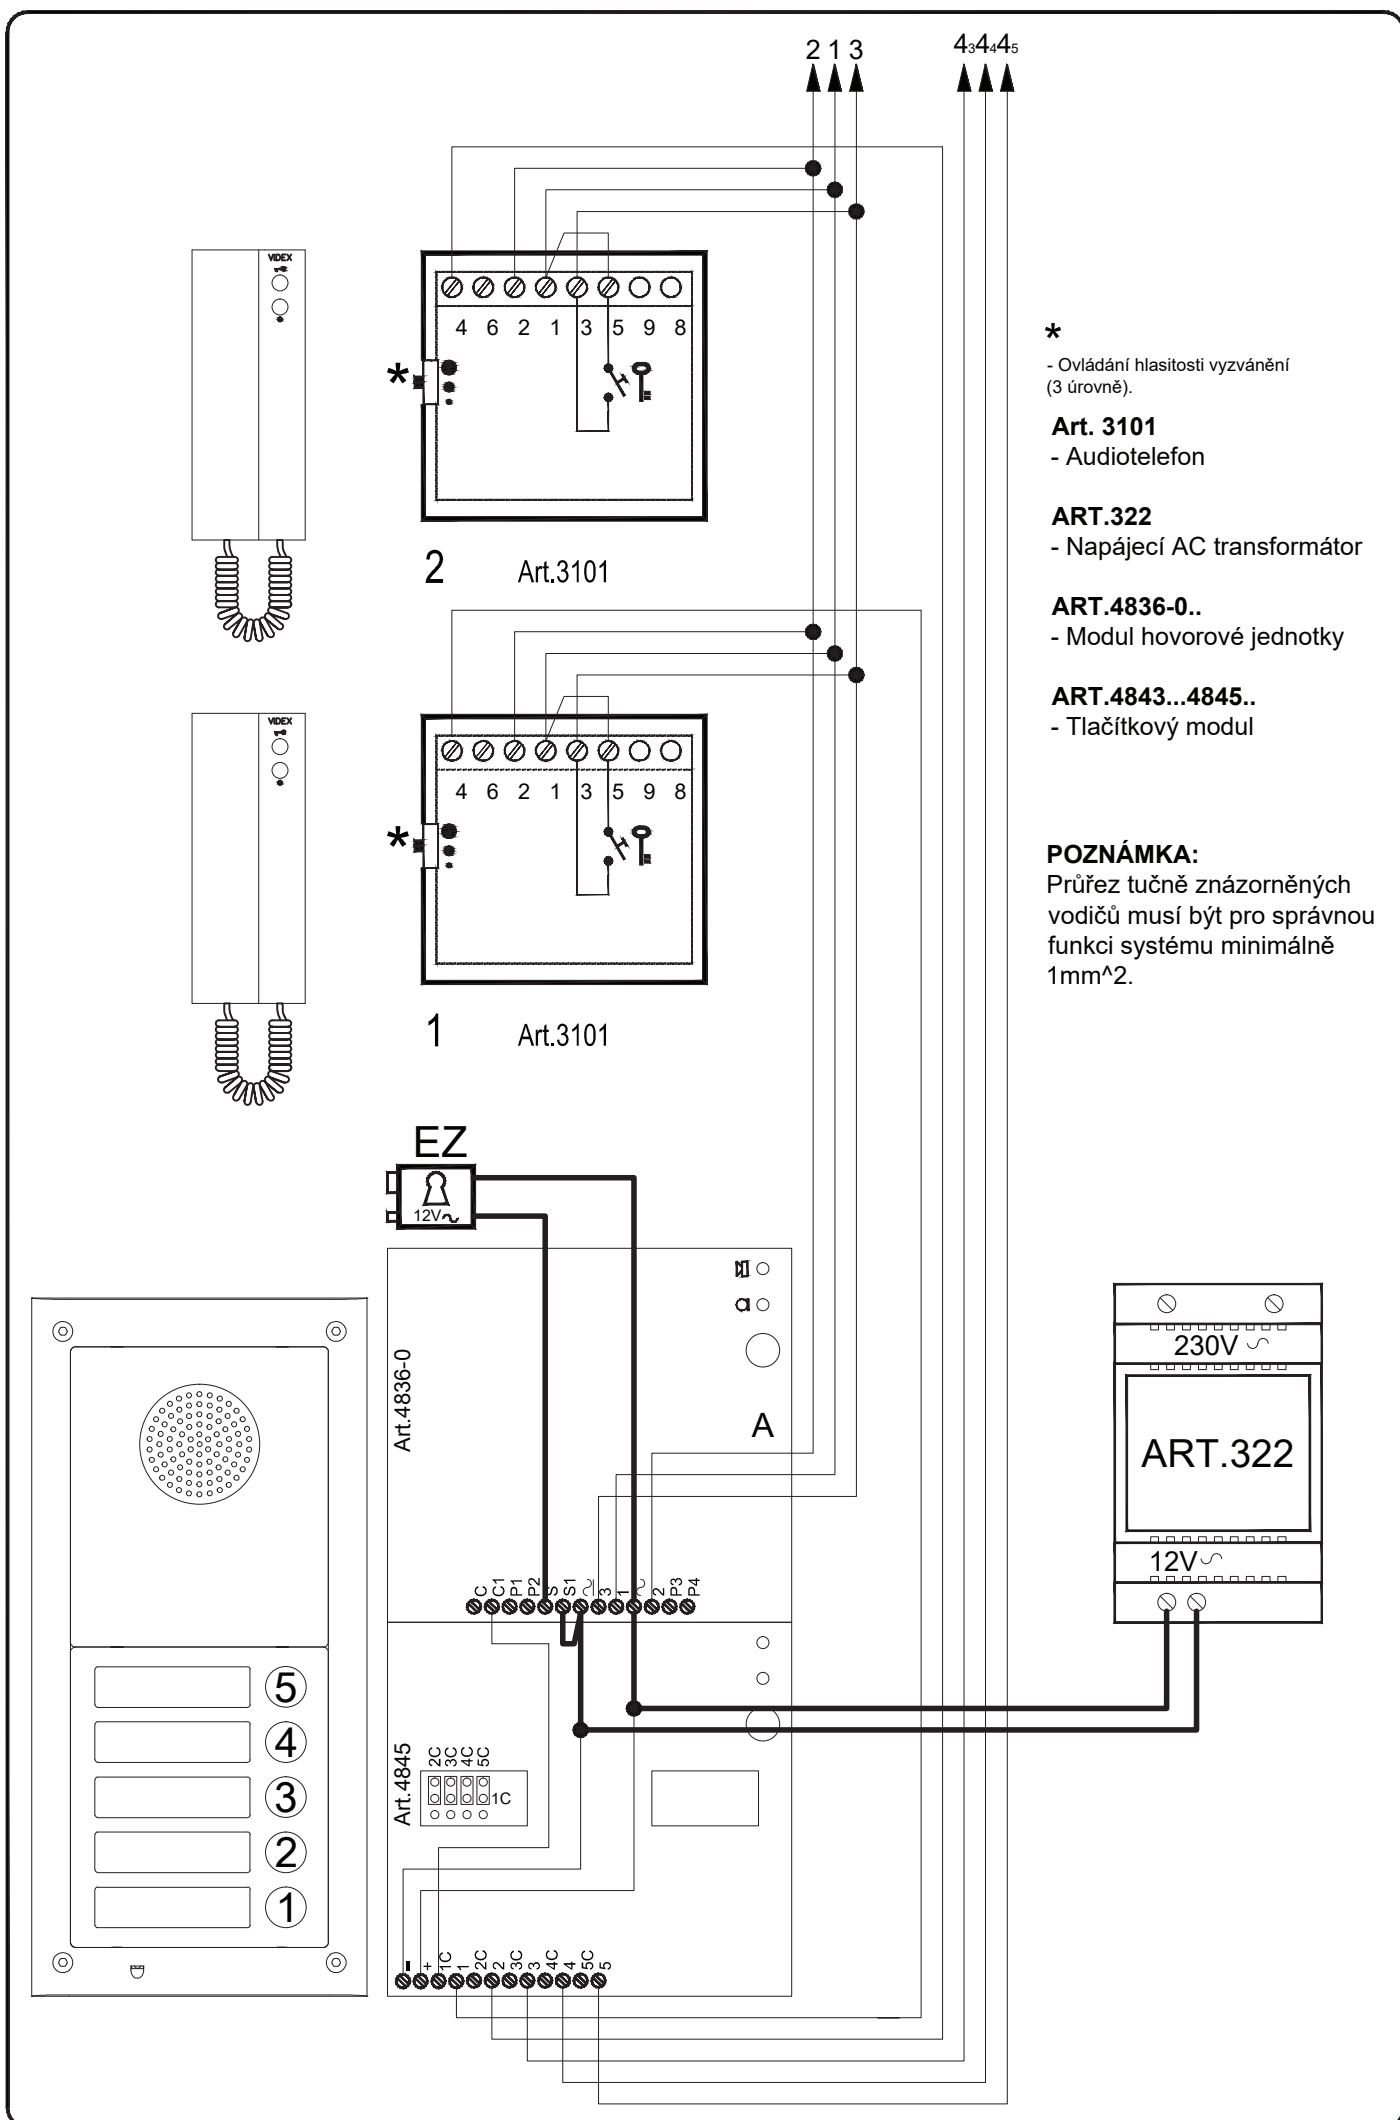 2 1 3
4₃4₄4₅
VIDEX
4 6 2 1 3 5 9 8
*
2 Art.3101
VIDEX
4 6 2 1 3 5 9 8
*
1 Art.3101
*
- Ovládání hlasitosti vyzvánění
(3 úrovně).
Art. 3101
- Audiotelefon
ART.322
- Napájecí AC transformátor
ART.4836-0..
- Modul hovorové jednotky
ART.4843...4845..
- Tlačítkový modul
POZNÁMKA:
Průřez tučně znázorněných
vodičů musí být pro správnou
funkci systému minimálně
1mm^2.
EZ
12V~
Art.4836-0
A
C C1 P1 P2 S S1 ~ 3 1 ~ 2 P3 P4
230V ~
ART.322
12V~
5
4
3
2
1
Art.4845
2C 3C 4C 5C
1C
- + 1C 1 2C 2 3C 3 4C 4 5C 5